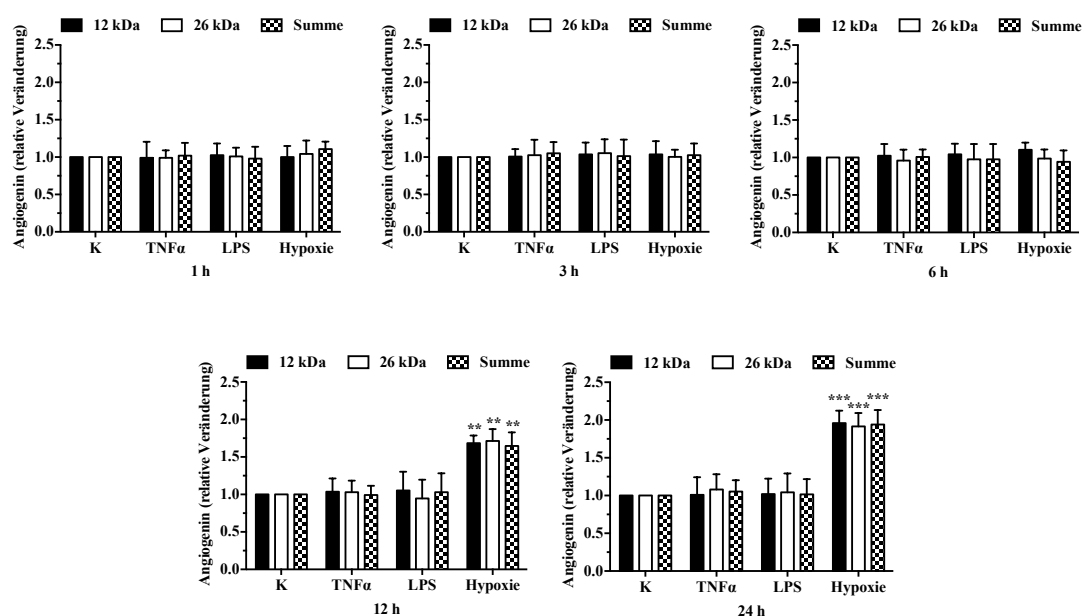 12 kDa 26 kDa Summe
Angiogenin (relative Veränderung)
2.5
2.0
1.5
1.0
0.5
0.0
K TNFα LPS Hypoxie
1 h
12 kDa 26 kDa Summe
Angiogenin (relative Veränderung)
2.5
2.0
1.5
1.0
0.5
0.0
K TNFα LPS Hypoxie
3 h
12 kDa 26 kDa Summe
Angiogenin (relative Veränderung)
2.5
2.0
1.5
1.0
0.5
0.0
K TNFα LPS Hypoxie
6 h
12 kDa 26 kDa Summe
Angiogenin (relative Veränderung)
2.5
2.0
1.5
1.0
0.5
0.0
** ** **
K TNFα LPS Hypoxie
12 h
12 kDa 26 kDa Summe
Angiogenin (relative Veränderung)
2.5
2.0
1.5
1.0
0.5
0.0
*** *** ***
K TNFα LPS Hypoxie
24 h